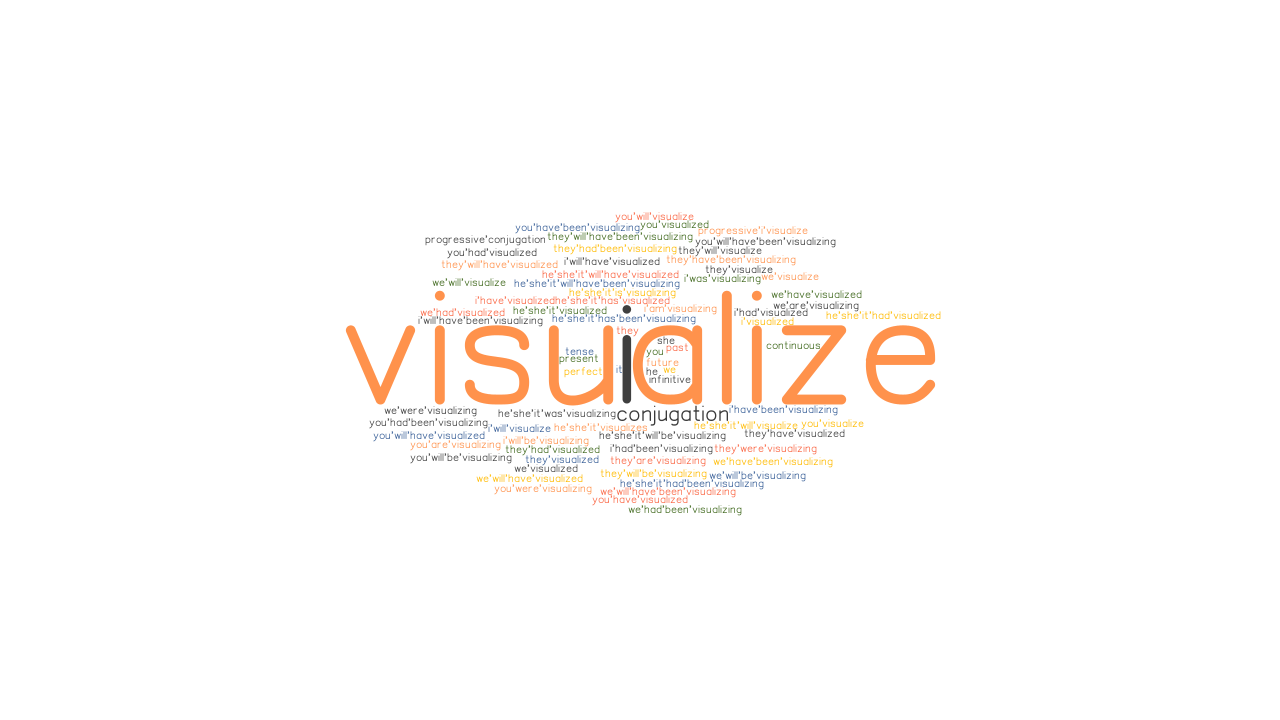 you'will'visualize
you'have'been'visualizing you'visualized
progressive'i'visualize
progressive'conjugation they'will'have'been'visualizing you'will'have'been'visualizing
you'had'visualized they'had'been'visualizing they'will'visualize
they'will'have'visualized i'will'have'visualized they'have'been'visualizing
they'visualize
he'she'it'will'have'visualized i'was'visualizing we'visualize
we'will'visualize he'she'it'will'have'been'visualizing
he'she'it'is'visualizing we'have'visualized
i'have'visualized he'she'it'has'visualized we'are'visualizing
we'had'visualized he'she'it'visualized i'am'visualizing i'had'visualized he'she'it'had'visualized
i'will'have'been'visualizing he'she'it'has'been'visualizing i'visualized
they
she
visualize
i
tense you past continuous
present future
perfect it he we
infinitive
we'were'visualizing he'she'it'was'visualizing conjugation i'have'been'visualizing
you'had'been'visualizing i'will'visualize he'she'it'visualizes he'she'it'will'visualize you'visualize
you'will'have'visualized i'will'be'visualizing he'she'it'will'be'visualizing they'have'visualized
you'are'visualizing they'had'visualized i'had'been'visualizing they'were'visualizing
you'will'be'visualizing they'visualized they'are'visualizing we'have'been'visualizing
we'visualized they'will'be'visualizing we'will'be'visualizing
we'will'have'visualized he'she'it'had'been'visualizing
you'were'visualizing we'will'have'been'visualizing
you'have'visualized
we'had'been'visualizing